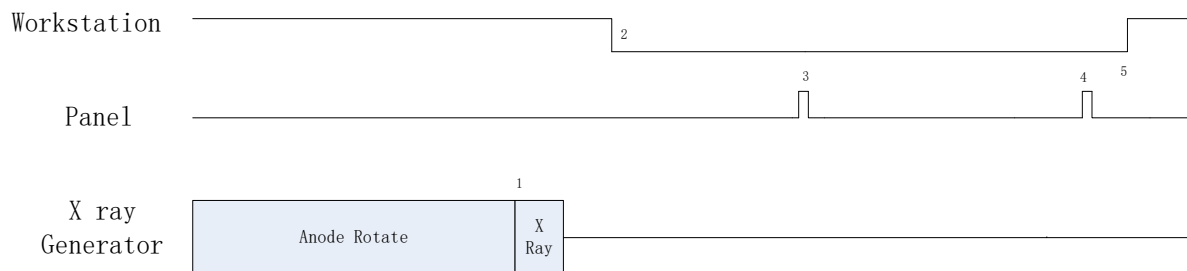 Workstation
2
3
4
5
Panel
1
X ray
Generator
Anode Rotate
X
Ray